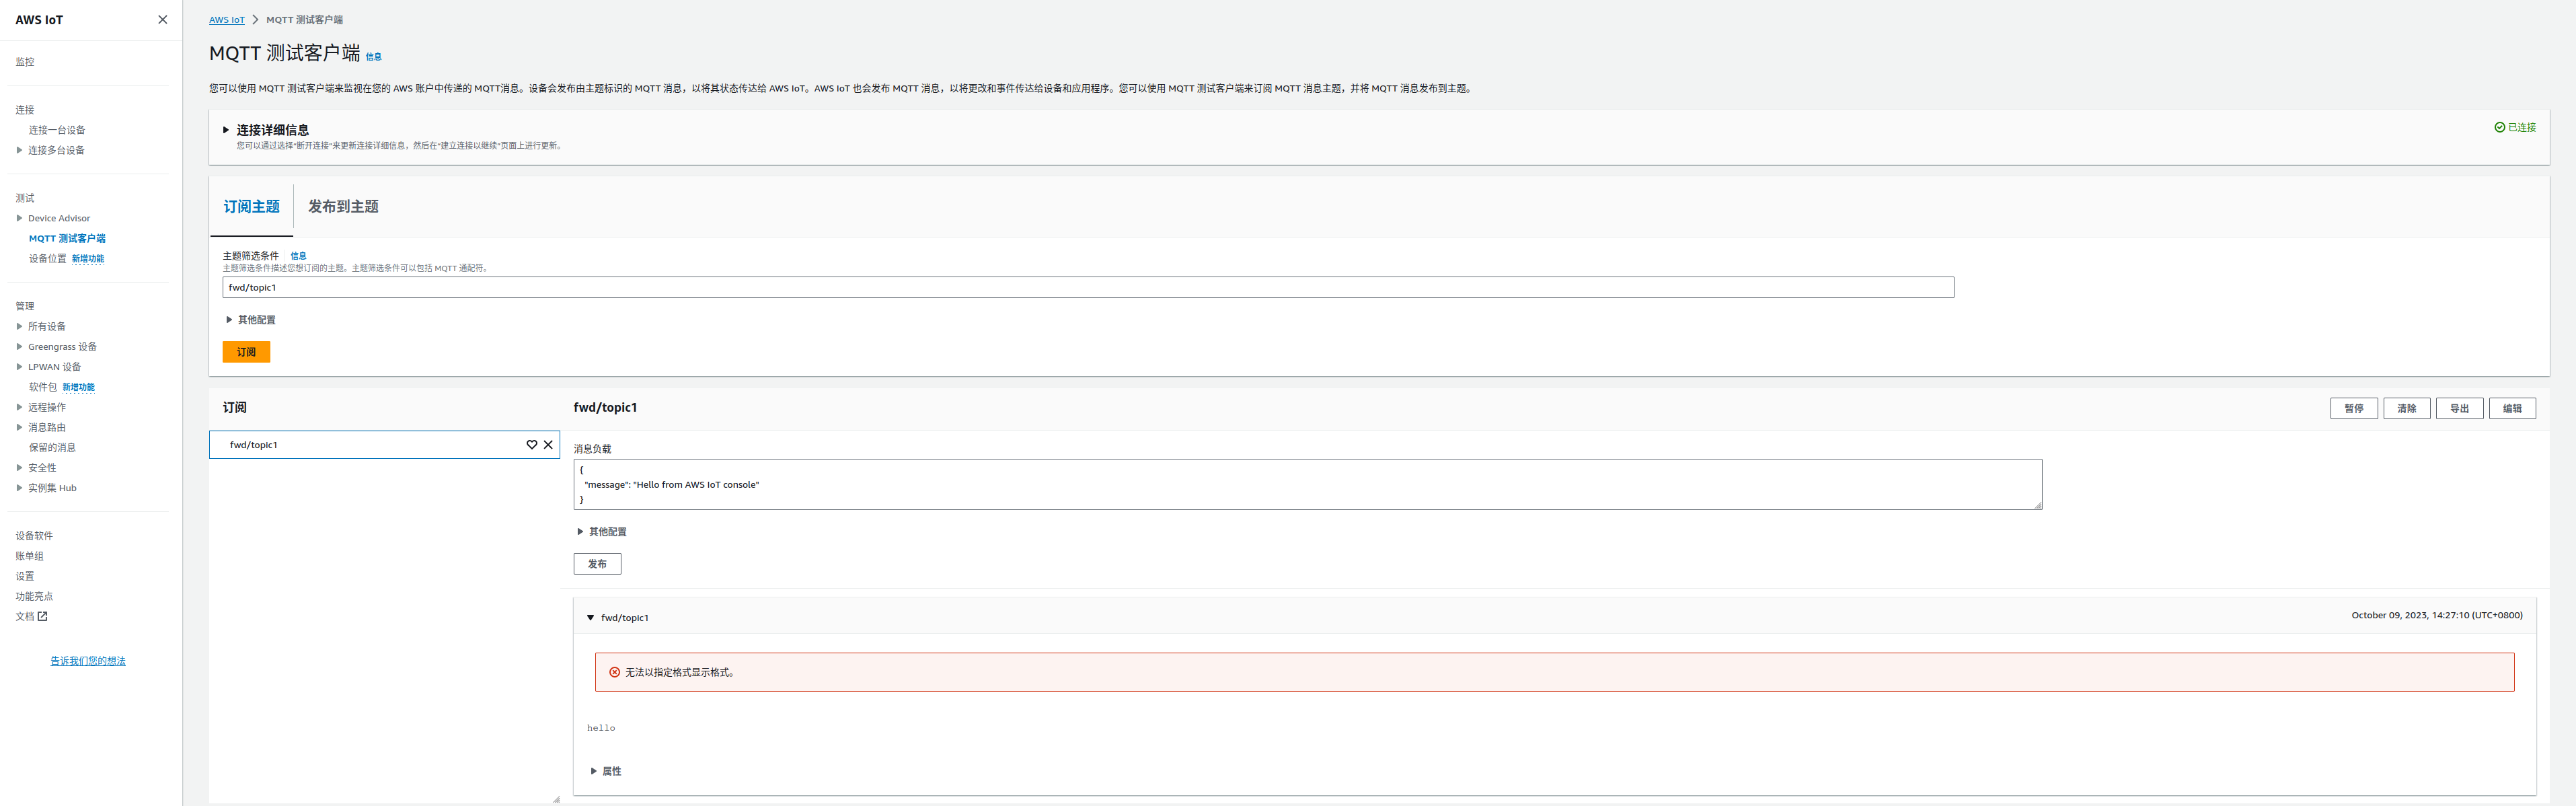 AWS IoT
监控
连接
连接一台设备
连接多台设备
测试
Device Advisor
MQTT 测试客户端
设备位置 新增功能
管理
所有设备
Greengrass 设备
LPWAN 设备
软件包 新增功能
远程操作
消息路由
保留的消息
安全性
实例集 Hub
设备软件
账单组
设置
功能亮点
文档
告诉我们您的想法
AWS IoT MQTT 测试客户端
MQTT 测试客户端 信息
您可以使用 MQTT 测试客户端来监视在您的 AWS 账户中传递的 MQTT消息。设备会发布由主题标识的 MQTT 消息，以将其状态传达给 AWS IoT。AWS IoT 也会发布 MQTT 消息，以将更改和事件传达给设备和应用程序。您可以使用 MQTT 测试客户端来订阅 MQTT 消息主题，并将 MQTT 消息发布到主题。
连接详细信息
已连接
您可以通过选择"断开连接"来更新连接详细信息，然后在"建立连接以继续"页面上进行更新。
订阅主题 发布到主题
主题筛选条件 信息
主题筛选条件描述您想订阅的主题。主题筛选条件可以包括 MQTT 通配符。
fwd/topic1
其他配置
订阅
订阅
fwd/topic1
fwd/topic1
暂停 清除 导出 编辑
消息负载
{
"message": "Hello from AWS IoT console"
}
其他配置
发布
fwd/topic1 October 09, 2023, 14:27:10 (UTC+0800)
无法以指定格式显示格式。
hello
属性